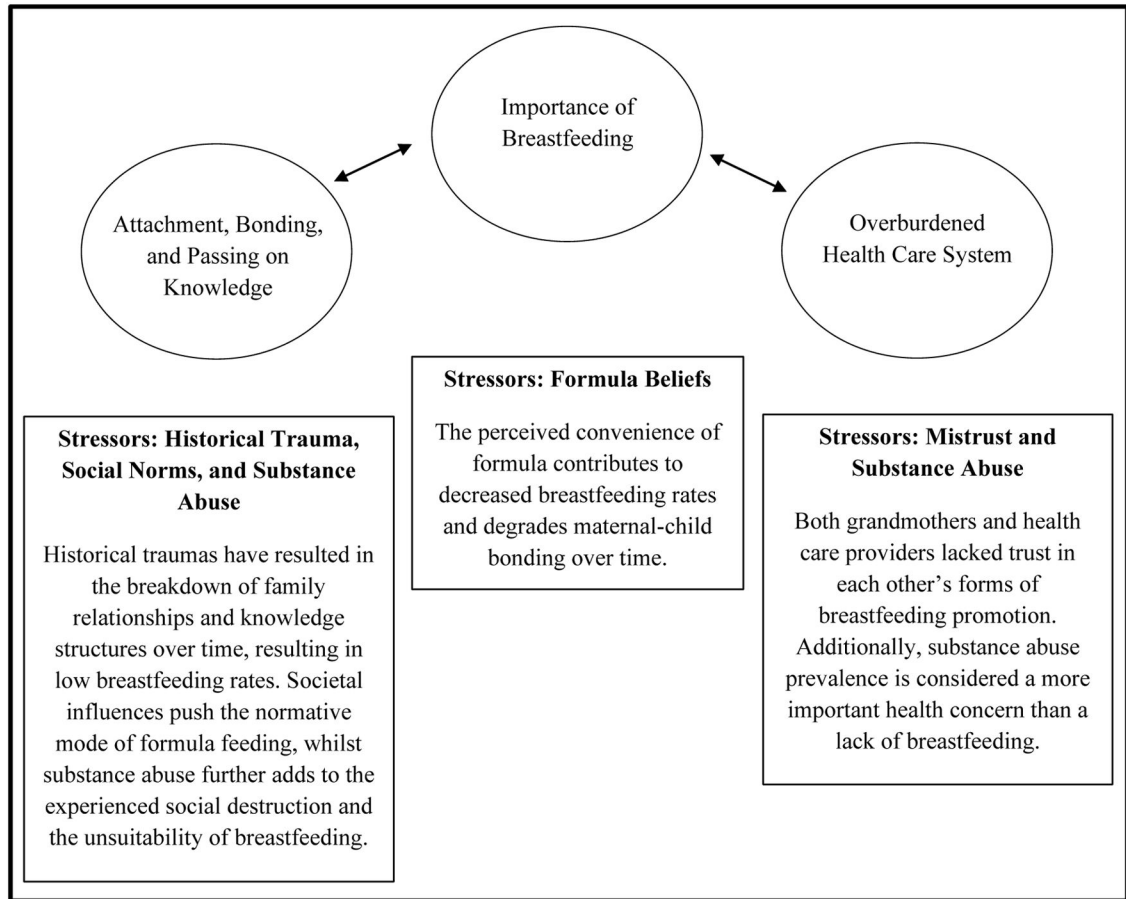 Importance of
Breastfeeding
Attachment, Bonding,
and Passing on
Knowledge
Overburdened
Health Care System
Stressors: Historical Trauma,
Social Norms, and Substance
Abuse
Historical traumas have resulted in
the breakdown of family
relationships and knowledge
structures over time, resulting in
low breastfeeding rates. Societal
influences push the normative
mode of formula feeding, whilst
substance abuse further adds to the
experienced social destruction and
the unsuitability of breastfeeding.
Stressors: Formula Beliefs
The perceived convenience of
formula contributes to
decreased breastfeeding rates
and degrades maternal-child
bonding over time.
Stressors: Mistrust and
Substance Abuse
Both grandmothers and health
care providers lacked trust in
each other’s forms of
breastfeeding promotion.
Additionally, substance abuse
prevalence is considered a more
important health concern than a
lack of breastfeeding.